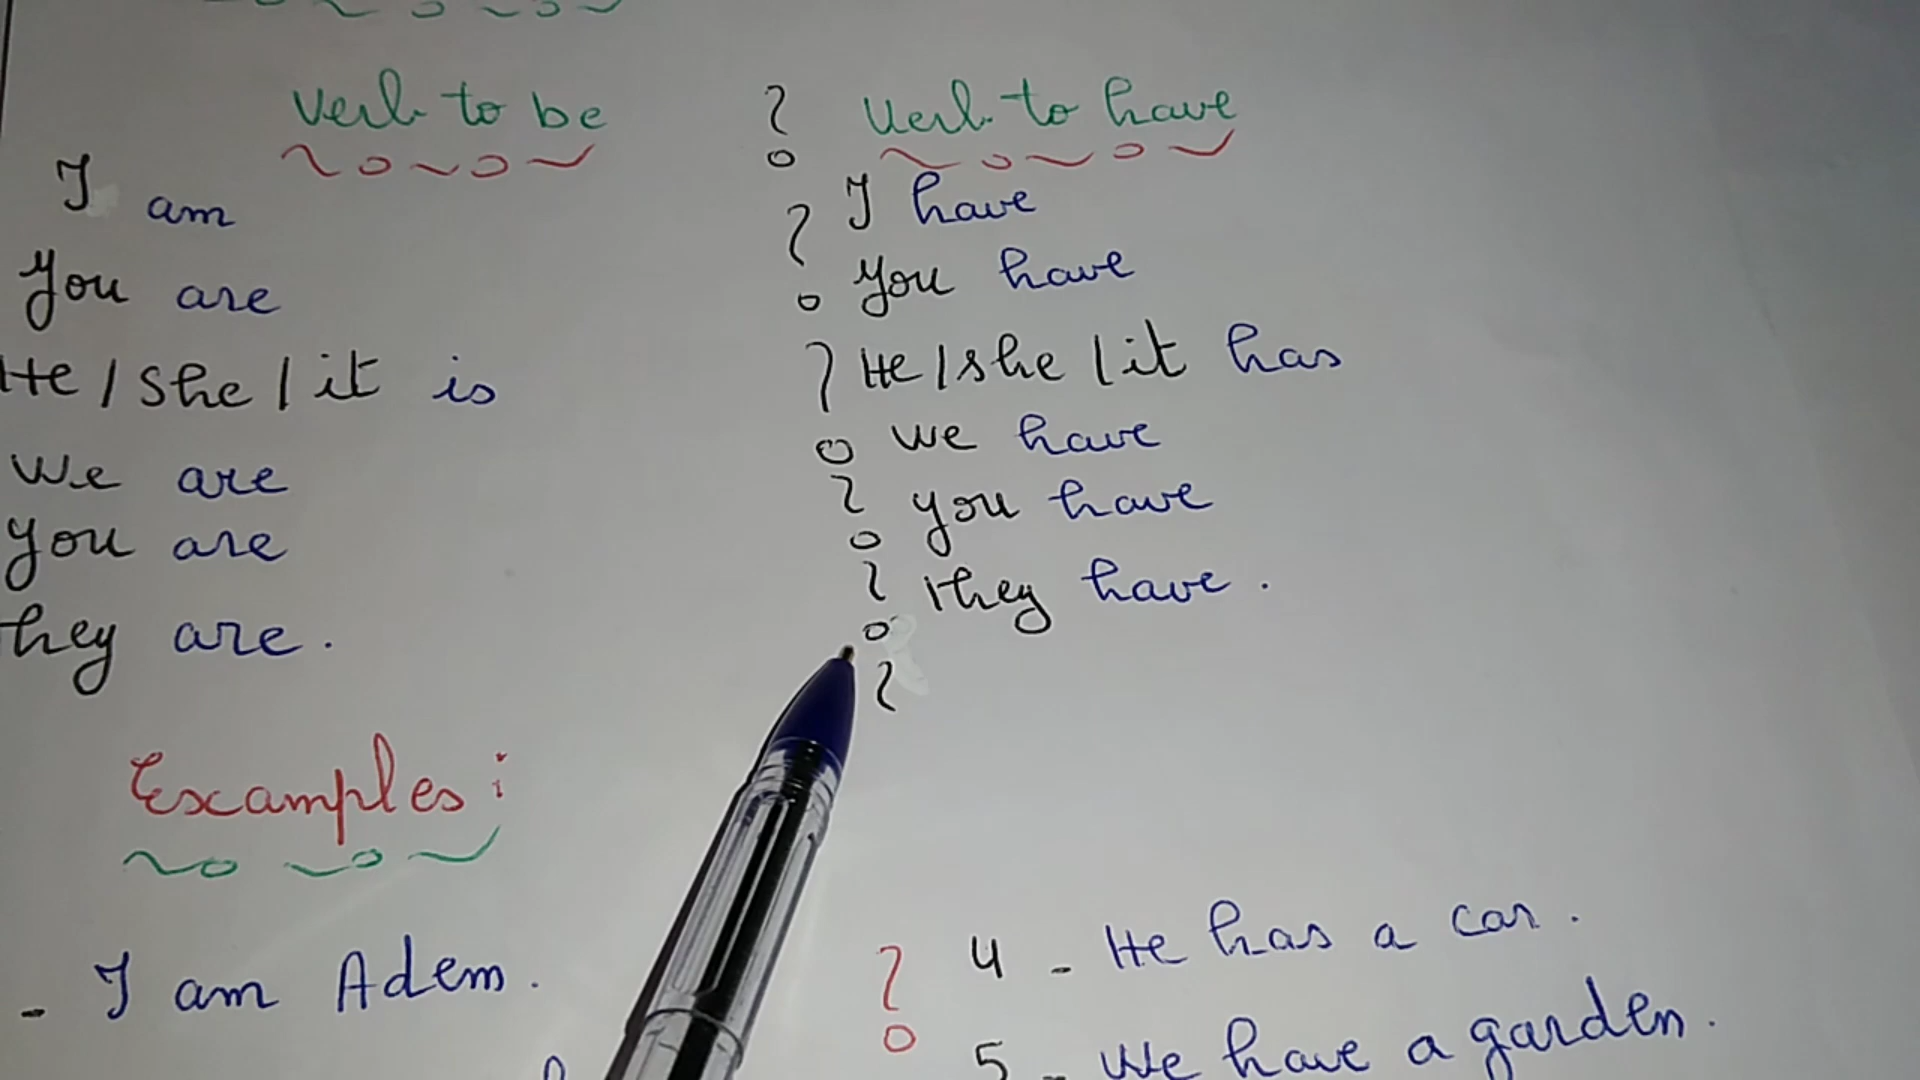 Verb to be
I am
You are
He / She / it is
We are
You are
they are.
Verb to have
I have
You have
He / she / it has
we have
you have
they have.
Examples:
- I am Adem.
4 - He has a car.
5 - We have a garden.